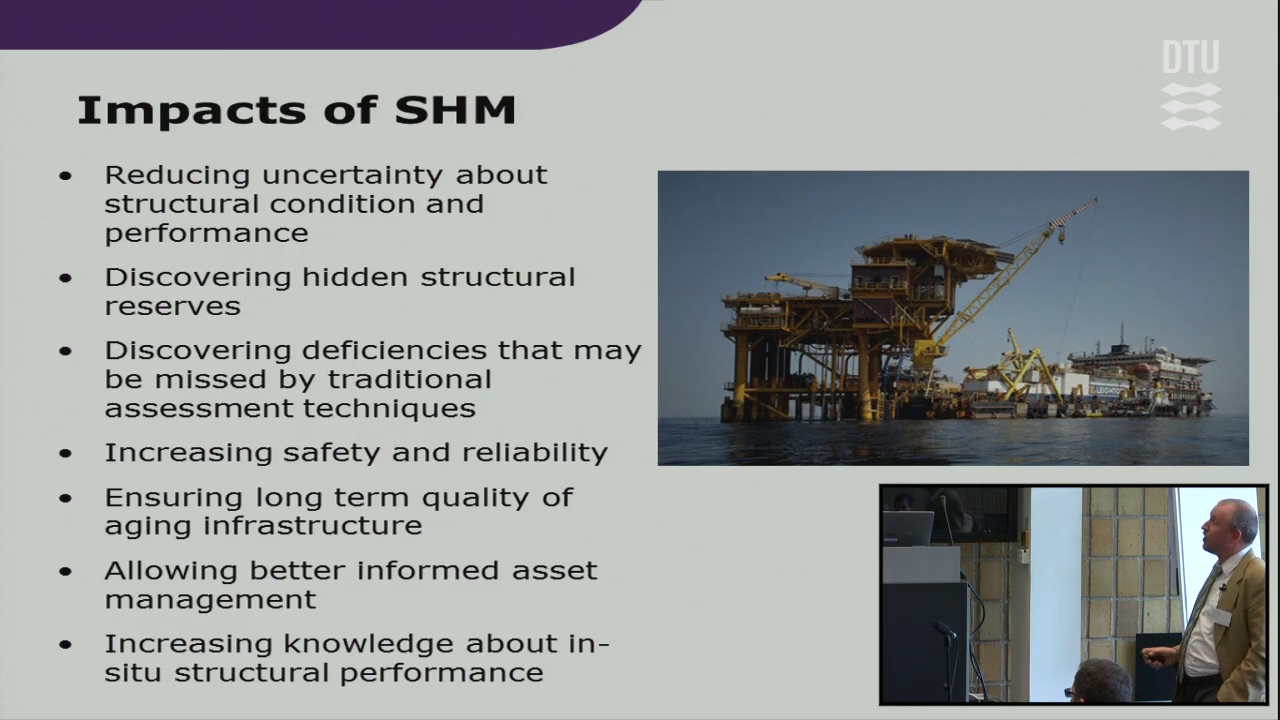 DTU
Impacts of SHM
• Reducing uncertainty about
structural condition and
performance
• Discovering hidden structural
reserves
• Discovering deficiencies that may
be missed by traditional
assessment techniques
• Increasing safety and reliability
• Ensuring long term quality of
aging infrastructure
• Allowing better informed asset
management
• Increasing knowledge about in-
situ structural performance